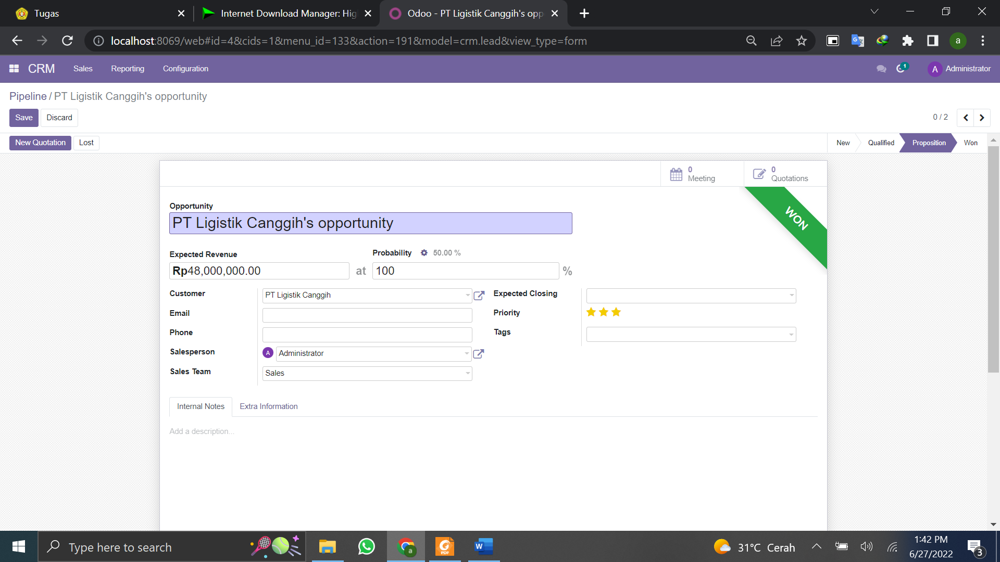 Tugas
Internet Download Manager: Hig
Odoo - PT Ligistik Canggih's opp
localhost:8069/web#id=4&cids=1&menu_id=133&action=191&model=crm.lead&view_type=form
a
CRM Sales Reporting Configuration
1
A Administrator
Pipeline / PT Ligistik Canggih's opportunity
Save Discard
0 / 2
New Quotation Lost
New Qualified Proposition Won
0 Meeting
0 Quotations
WON
Opportunity
PT Ligistik Canggih's opportunity
Expected Revenue
Probability 50.00 %
Rp48,000,000.00 at 100 %
Customer PT Ligistik Canggih
Expected Closing
Email
Priority
Phone
Tags
Salesperson A Administrator
Sales Team Sales
Internal Notes Extra Information
Add a description...
Type here to search
a
PDF
W
31°C Cerah
1:42 PM
6/27/2022
3